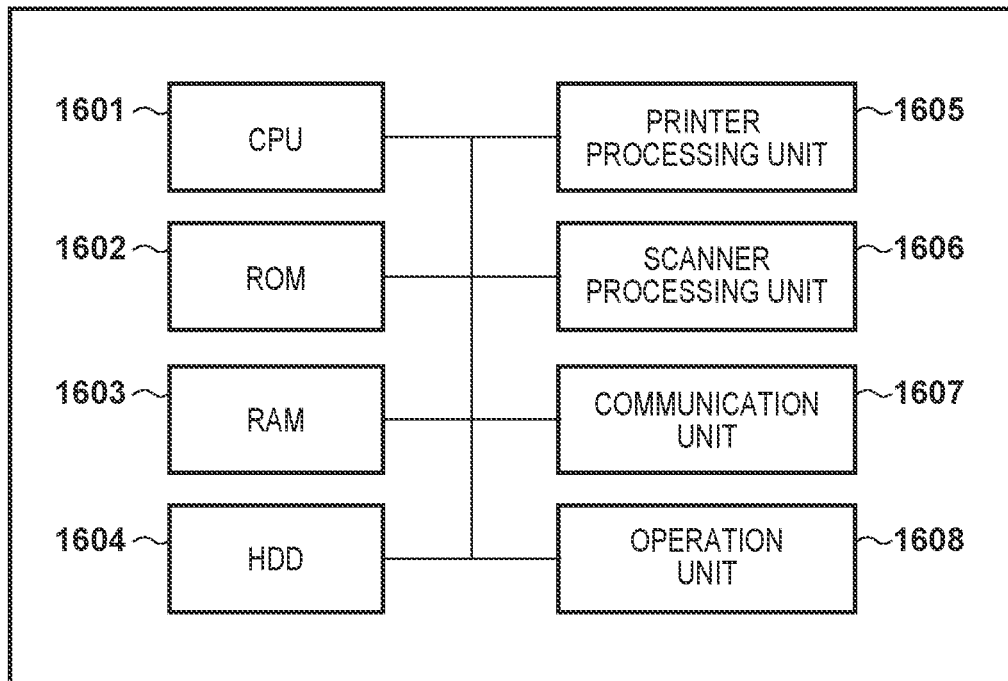 1601
CPU
1605
PRINTER
PROCESSING UNIT
1602
ROM
1606
SCANNER
PROCESSING UNIT
1603
RAM
1607
COMMUNICATION
UNIT
1604
HDD
1608
OPERATION
UNIT